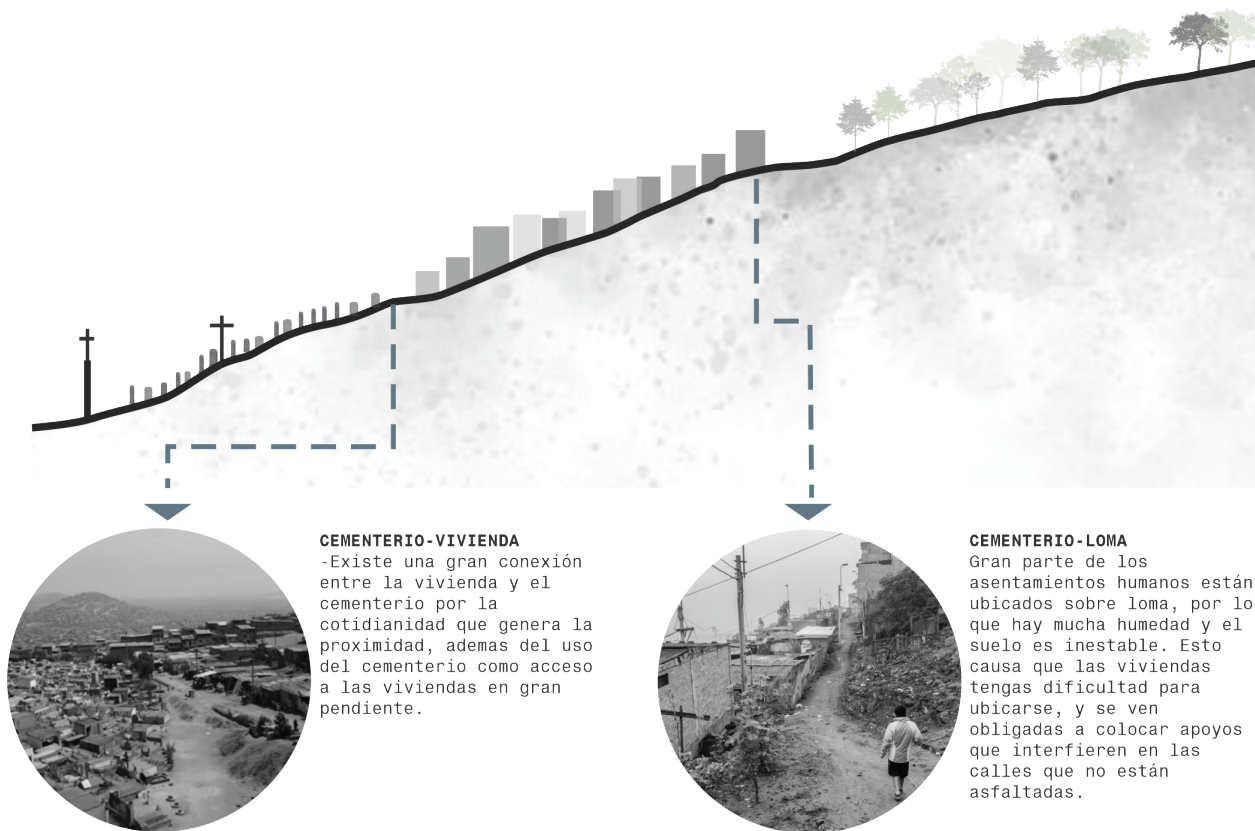 CEMENTERIO-VIVIENDA
-Existe una gran conexión
entre la vivienda y el
cementerio por la
cotidianidad que genera la
proximidad, ademas del uso
del cementerio como acceso
a las viviendas en gran
pendiente.
CEMENTERIO-LOMA
Gran parte de los
asentamientos humanos están
ubicados sobre loma, por lo
que hay mucha humedad y el
suelo es inestable. Esto
causa que las viviendas
tengas dificultad para
ubicarse, y se ven
obligadas a colocar apoyos
que interfieren en las
calles que no están
asfaltadas.